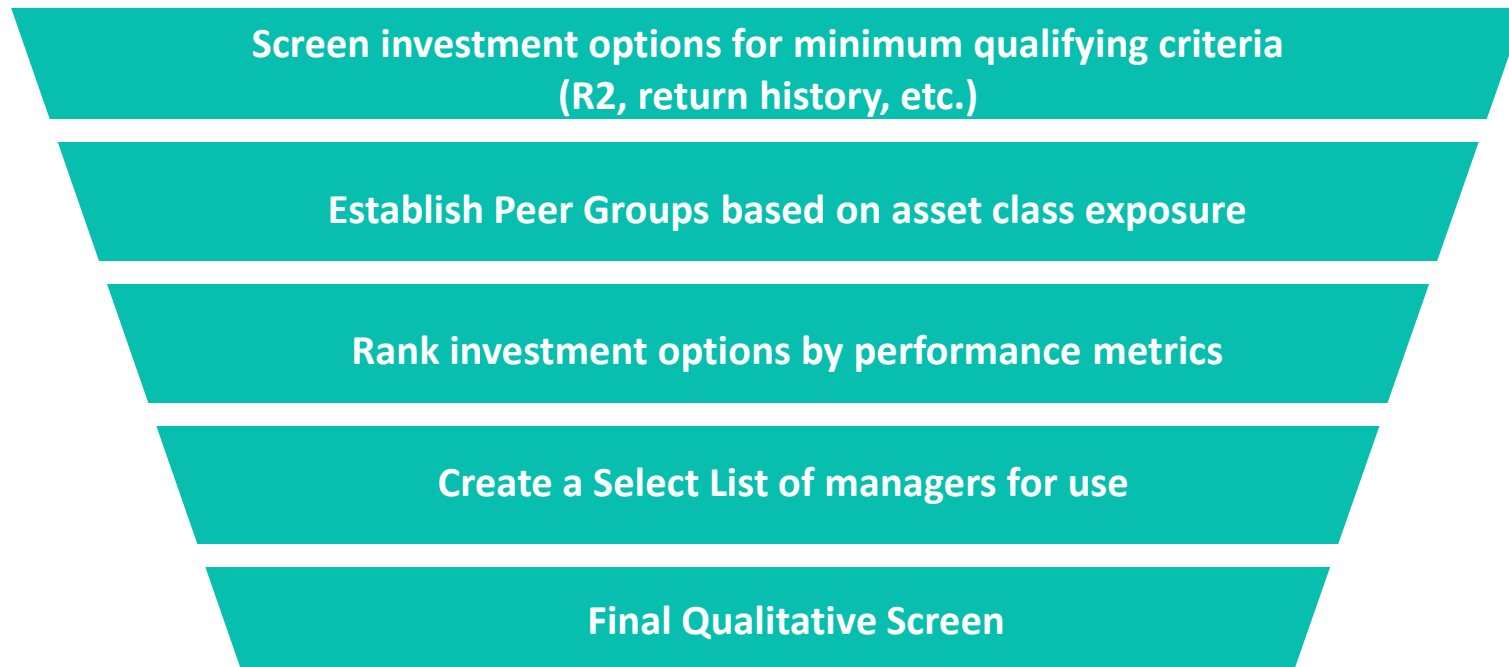 Screen investment options for minimum qualifying criteria
(R2, return history, etc.)
Establish Peer Groups based on asset class exposure
Rank investment options by performance metrics
Create a Select List of managers for use
Final Qualitative Screen